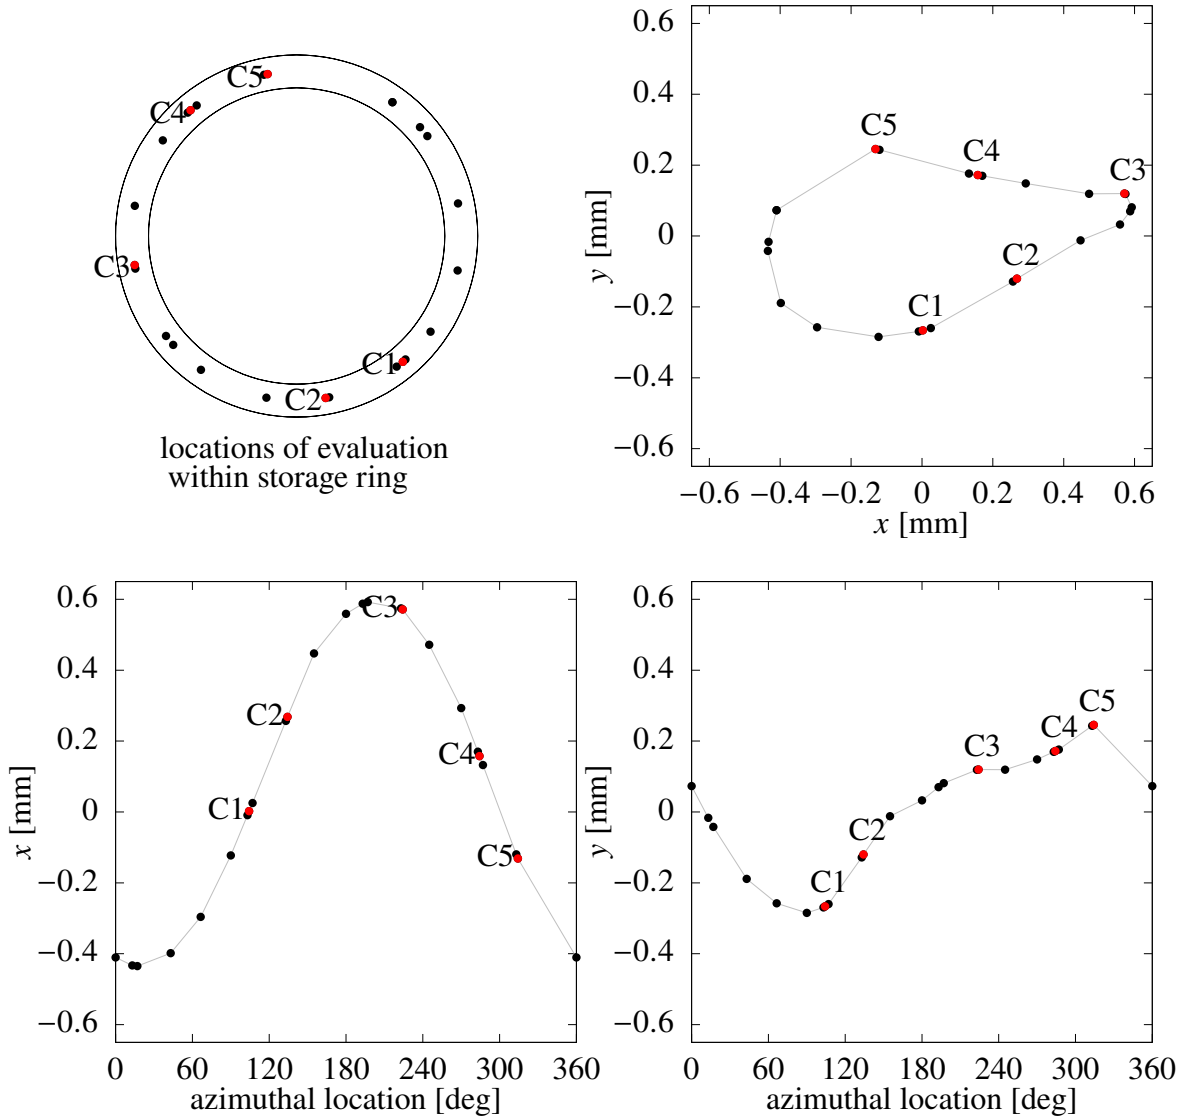 C5
C4
C3
C1
C2
locations of evaluation
within storage ring
0.6
0.4
0.2
0
−0.2
−0.4
−0.6
y [mm]
C5
C4
C3
C2
C1
−0.6 −0.4 −0.2 0 0.2 0.4 0.6
x [mm]
0.6
0.4
0.2
0
−0.2
−0.4
−0.6
x [mm]
C3
C2
C4
C1
C5
0 60 120 180 240 300 360
azimuthal location [deg]
0.6
0.4
0.2
0
−0.2
−0.4
−0.6
y [mm]
C5
C4
C3
C2
C1
0 60 120 180 240 300 360
azimuthal location [deg]